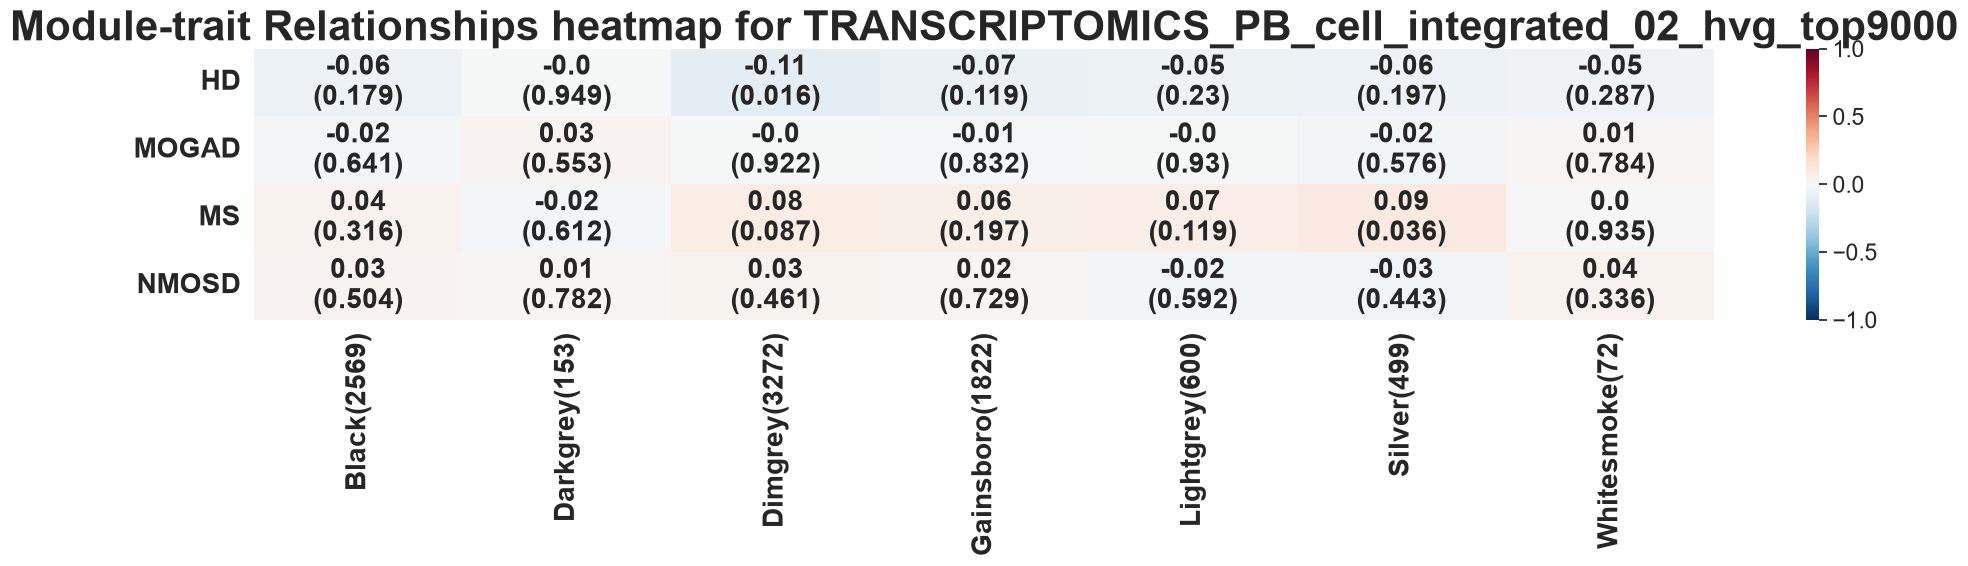 Module-trait Relationships heatmap for TRANSCRIPTOMICS_PB_cell_integrated_02_hvg_top9000
HD
-0.06 -0.0 -0.11 -0.07 -0.05 -0.06 -0.05
(0.179) (0.949) (0.016) (0.119) (0.23) (0.197) (0.287)
MOGAD
-0.02 0.03 -0.0 -0.01 -0.0 -0.02 0.01
(0.641) (0.553) (0.922) (0.832) (0.93) (0.576) (0.784)
MS
0.04 -0.02 0.08 0.06 0.07 0.09 0.0
(0.316) (0.612) (0.087) (0.197) (0.119) (0.036) (0.935)
NMOSD
0.03 0.01 0.03 0.02 -0.02 -0.03 0.04
(0.504) (0.782) (0.461) (0.729) (0.592) (0.443) (0.336)
Black(2569)
Darkgrey(153)
Dimgrey(3272)
Gainsboro(1822)
Lightgrey(600)
Silver(499)
Whitesmoke(72)
1.0
0.5
0.0
−0.5
−1.0